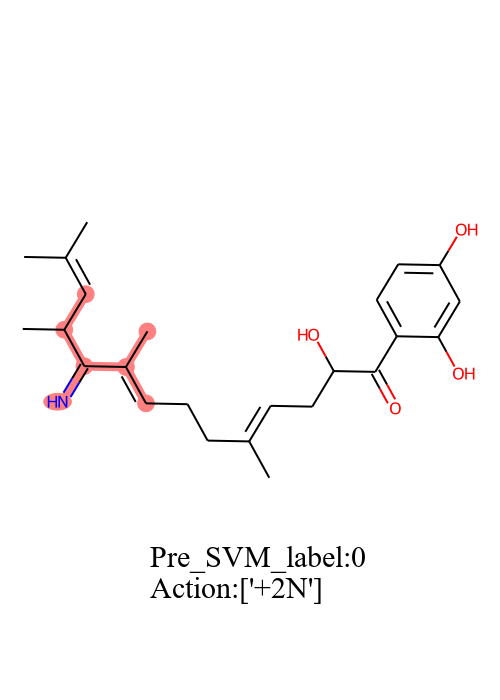 OH
HO
OH
O
HN
Pre_SVM_label:0
Action:['+2N']